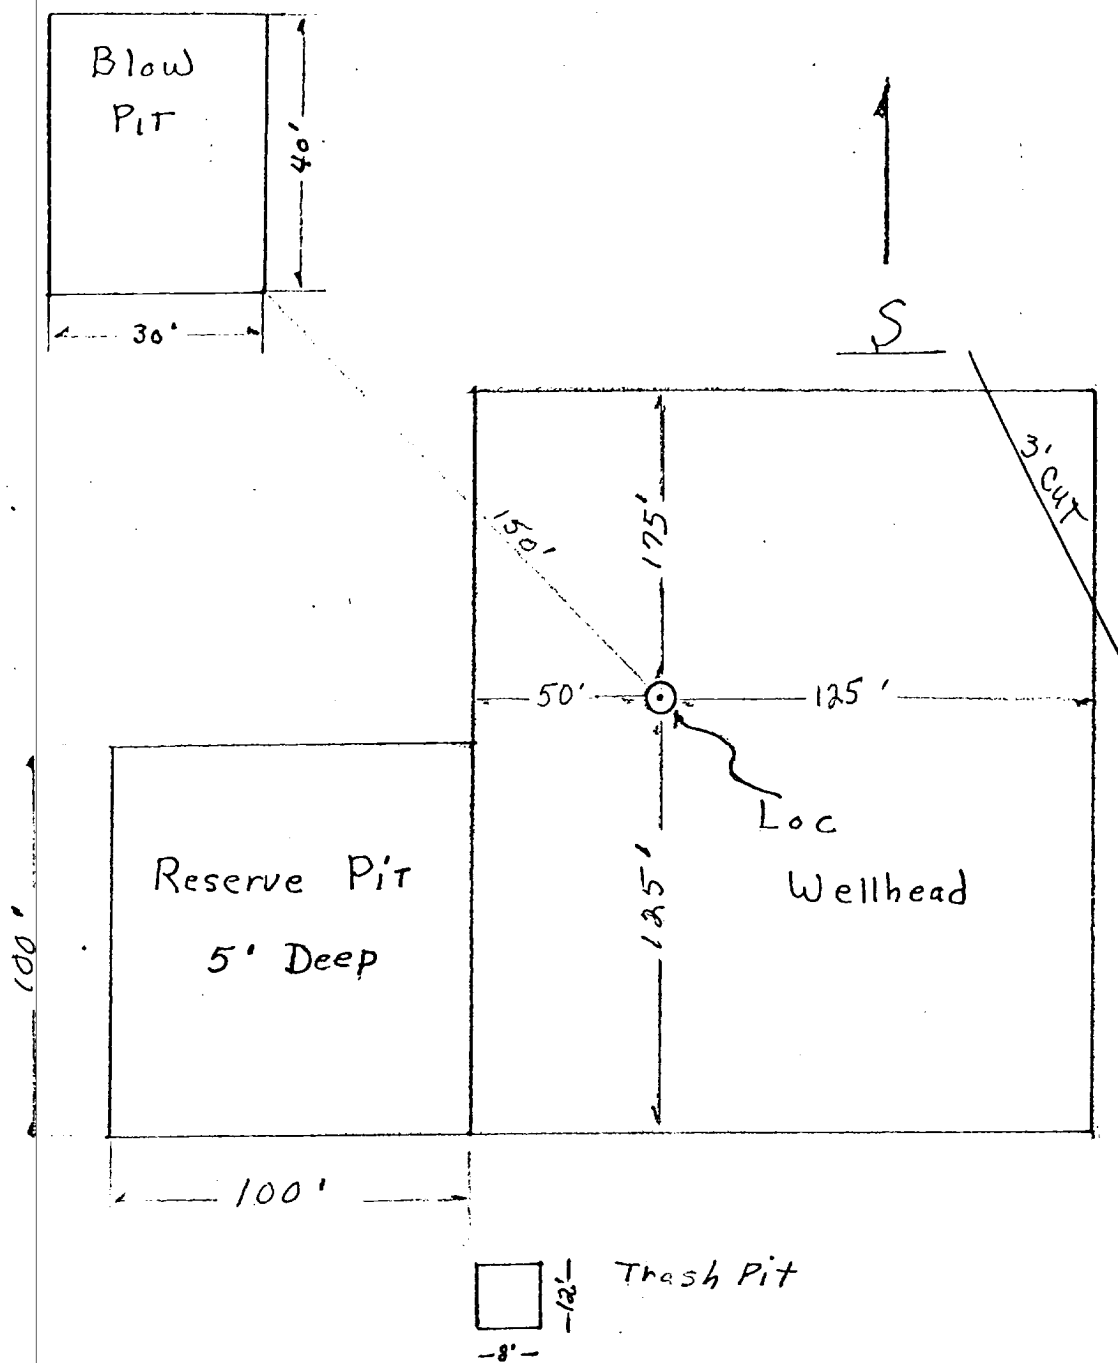 Blow
Pit
40'
30'
S
3' Cut
175'
150'
50'
125'
Loc
Wellhead
125'
Reserve Pit
5' Deep
100'
100'
Trash Pit
12'
8'